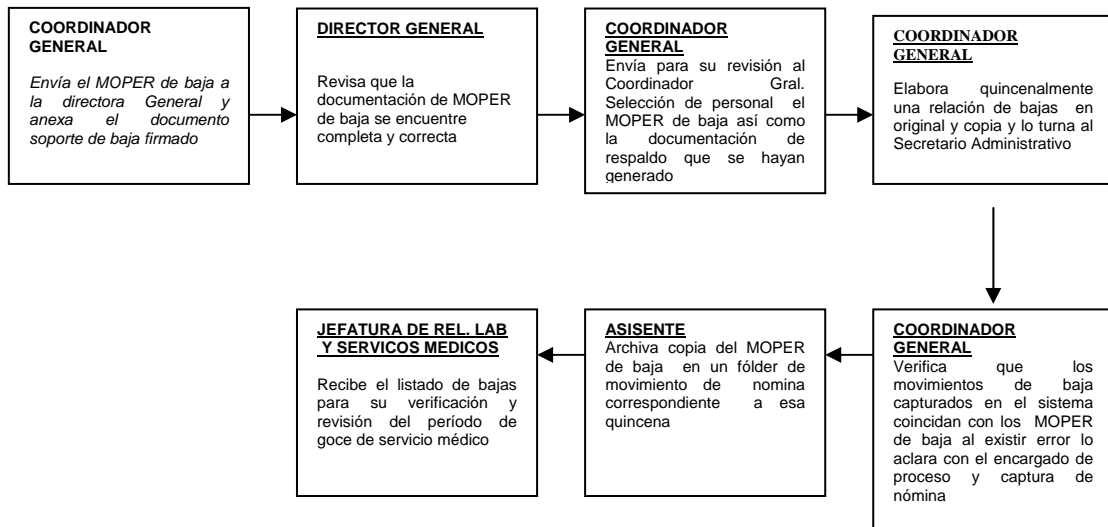 COORDINADOR
GENERAL
Envía el MOPER de baja a
la directora General y
anexa el documento
soporte de baja firmado
DIRECTOR GENERAL
Revisa que la
documentación de MOPER
de baja se encuentre
completa y correcta
COORDINADOR
GENERAL
Envía para su revisión al
Coordinador Gral.
Selección de personal el
MOPER de baja así como
la documentación de
respaldo que se hayan
generado
COORDINADOR
GENERAL
Elabora quincenalmente
una relación de bajas en
original y copia y lo turna al
Secretario Administrativo
JEFATURA DE REL. LAB
Y SERVICOS MEDICOS
Recibe el listado de bajas
para su verificación y
revisión del período de
goce de servicio médico
ASISENTE
Archiva copia del MOPER
de baja en un fólder de
movimiento de nomina
correspondiente a esa
quincena
COORDINADOR
GENERAL
Verifica que los
movimientos de baja
capturados en el sistema
coincidan con los MOPER
de baja al existir error lo
aclara con el encargado de
proceso y captura de
nómina